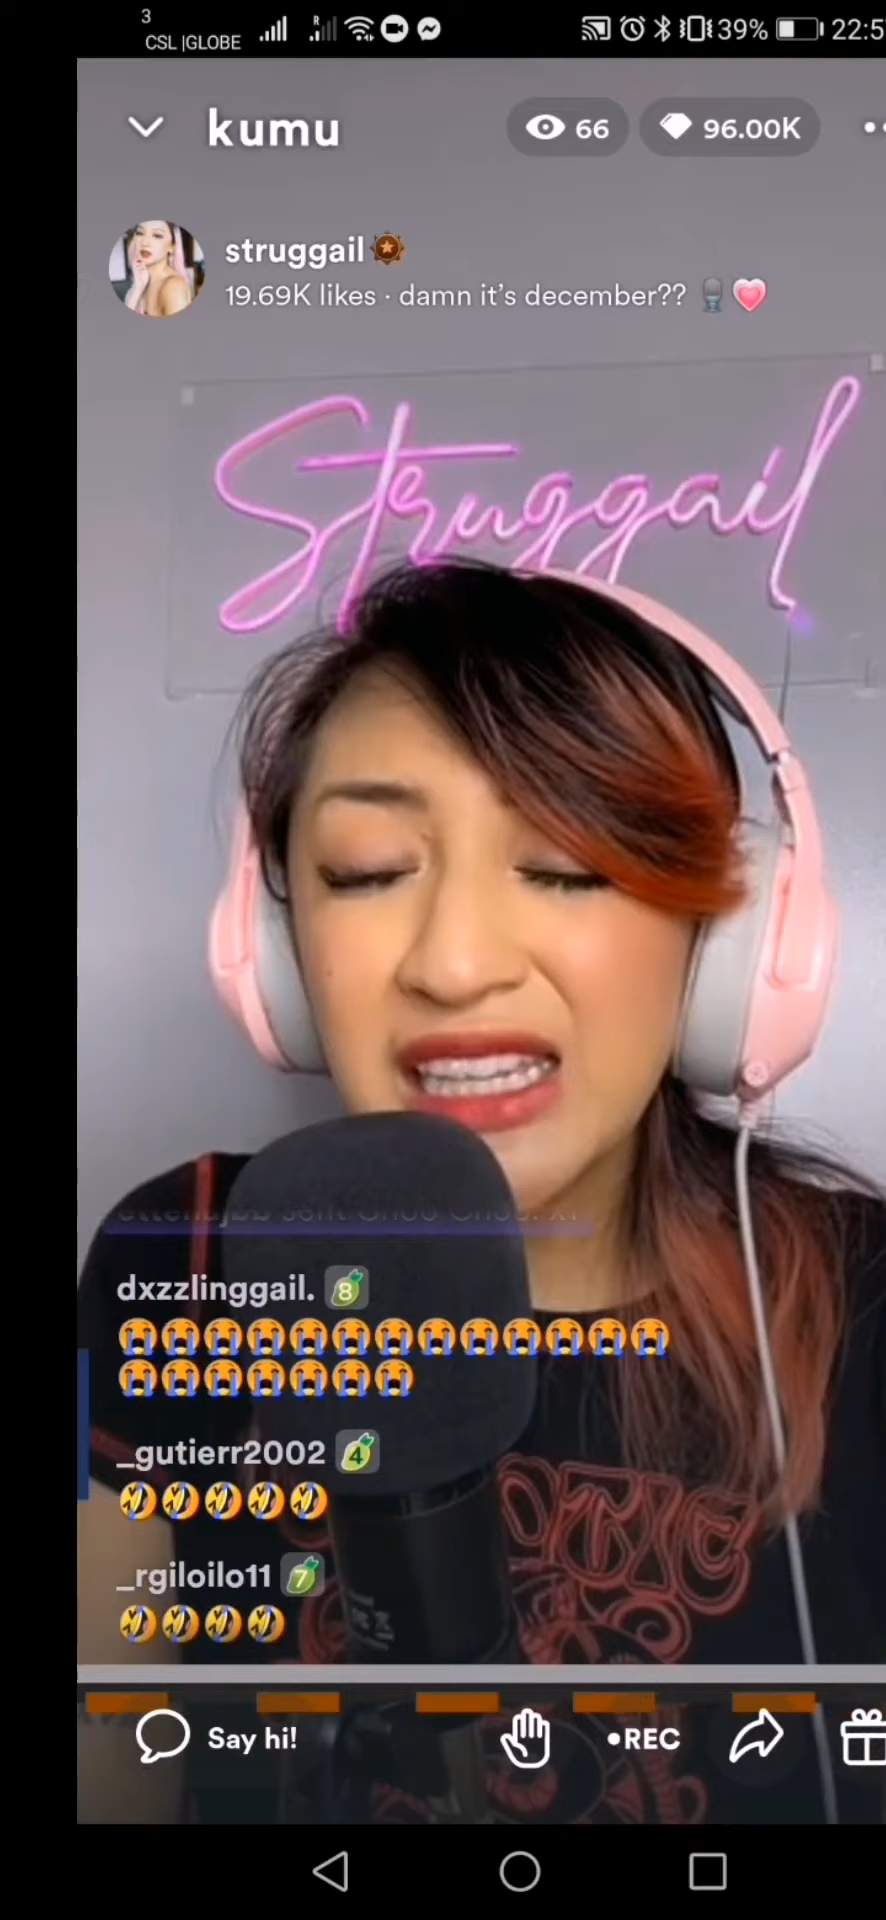 3
CSL |GLOBE
R
39%
22:5
kumu
66
96.00K
struggail
19.69K likes · damn it's december??
Struggail
sent
dxzzlinggail. 8
_gutierr2002 4
_rgiloilo11 7
Say hi!
•REC